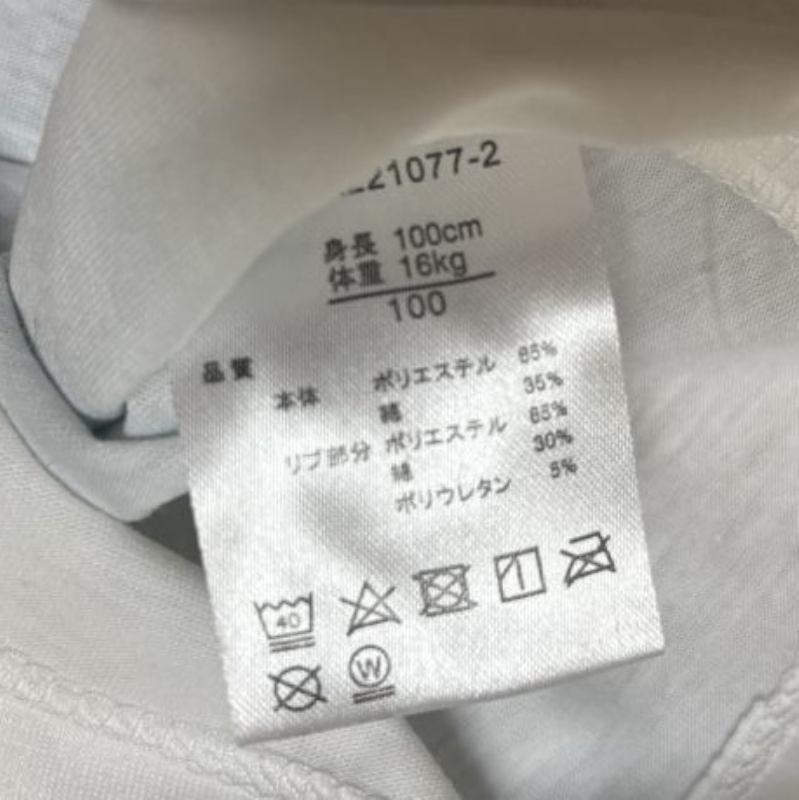 21077-2
身長 100cm
体重 16kg
100
品質
本体 ポリエステル 65%
綿 35%
リブ部分 ポリエステル 65%
綿 30%
ポリウレタン 5%
40
W